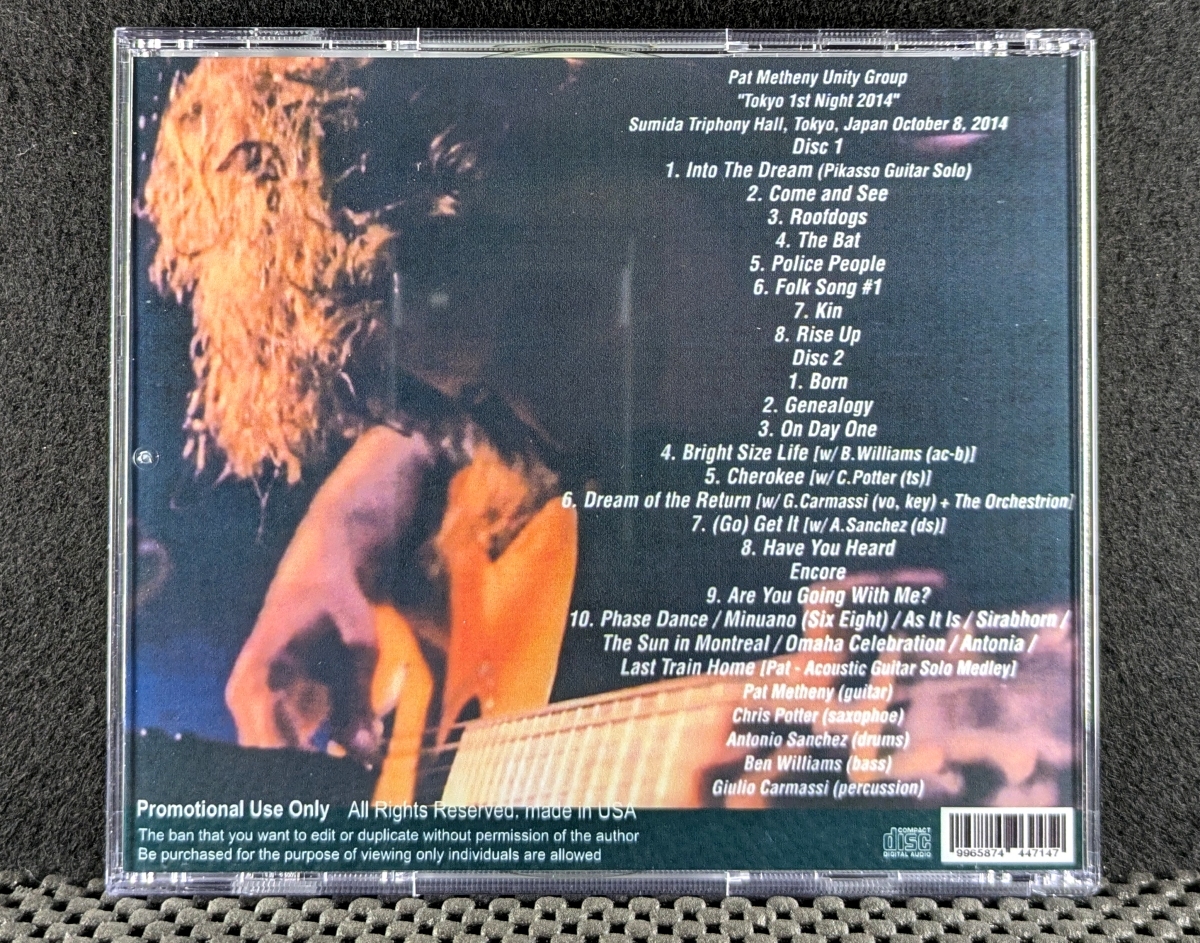 Pat Metheny Unity Group
"Tokyo 1st Night 2014"
Sumida Triphony Hall, Tokyo, Japan October 8, 2014
Disc 1
1. Into The Dream (Pikasso Guitar Solo)
2. Come and See
3. Roofdogs
4. The Bat
5. Police People
6. Folk Song #1
7. Kin
8. Rise Up
Disc 2
1. Born
2. Genealogy
3. On Day One
4. Bright Size Life [w/ B.Williams (ac-b)]
5. Cherokee [w/ C.Potter (ts)]
6. Dream of the Return [w/ G.Carmassi (vo, key) + The Orchestrion]
7. (Go) Get It [w/ A.Sanchez (ds)]
8. Have You Heard
Encore
9. Are You Going With Me?
10. Phase Dance / Minuano (Six Eight) / As It Is / Sirabhorn /
The Sun in Montreal / Omaha Celebration / Antonia /
Last Train Home [Pat - Acoustic Guitar Solo Medley]
Pat Metheny (guitar)
Chris Potter (saxophoe)
Antonio Sanchez (drums)
Ben Williams (bass)
Giulio Carmassi (percussion)
Promotional Use Only All Rights Reserved. made in USA
The ban that you want to edit or duplicate without permission of the author
Be purchased for the purpose of viewing only individuals are allowed
COMPACT
disc
DIGITAL AUDIO
9965874 447147